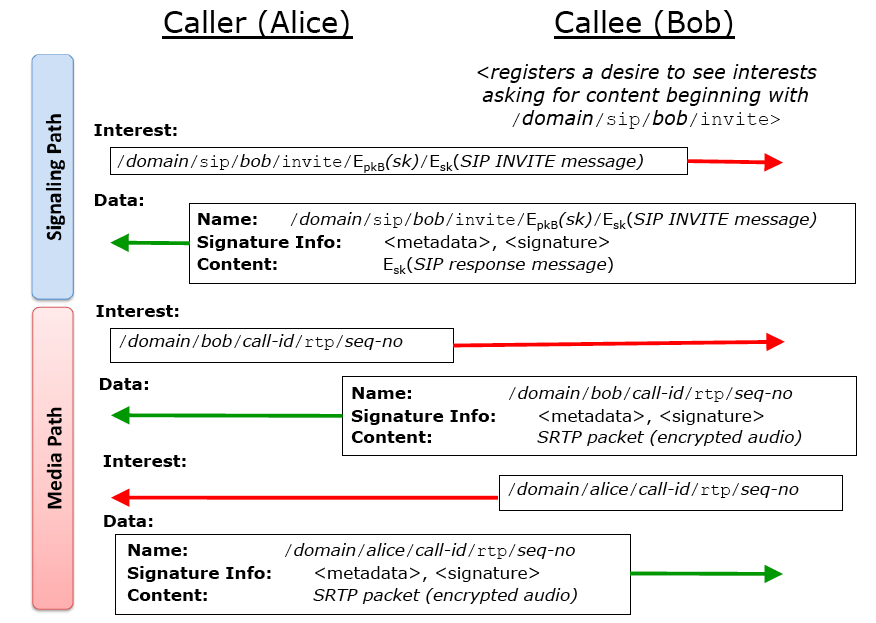 Caller (Alice)
Callee (Bob)
<registers a desire to see interests
asking for content beginning with
/domain/sip/bob/invite>
Signaling Path
Interest:
/domain/sip/bob/invite/EpkB(sk)/Esk(SIP INVITE message)
Data:
Name: /domain/sip/bob/invite/EpkB(sk)/Esk(SIP INVITE message)
Signature Info: <metadata>, <signature>
Content: Esk(SIP response message)
Media Path
Interest:
/domain/bob/call-id/rtp/seq-no
Data:
Name: /domain/bob/call-id/rtp/seq-no
Signature Info: <metadata>, <signature>
Content: SRTP packet (encrypted audio)
Interest:
/domain/alice/call-id/rtp/seq-no
Data:
Name: /domain/alice/call-id/rtp/seq-no
Signature Info: <metadata>, <signature>
Content: SRTP packet (encrypted audio)